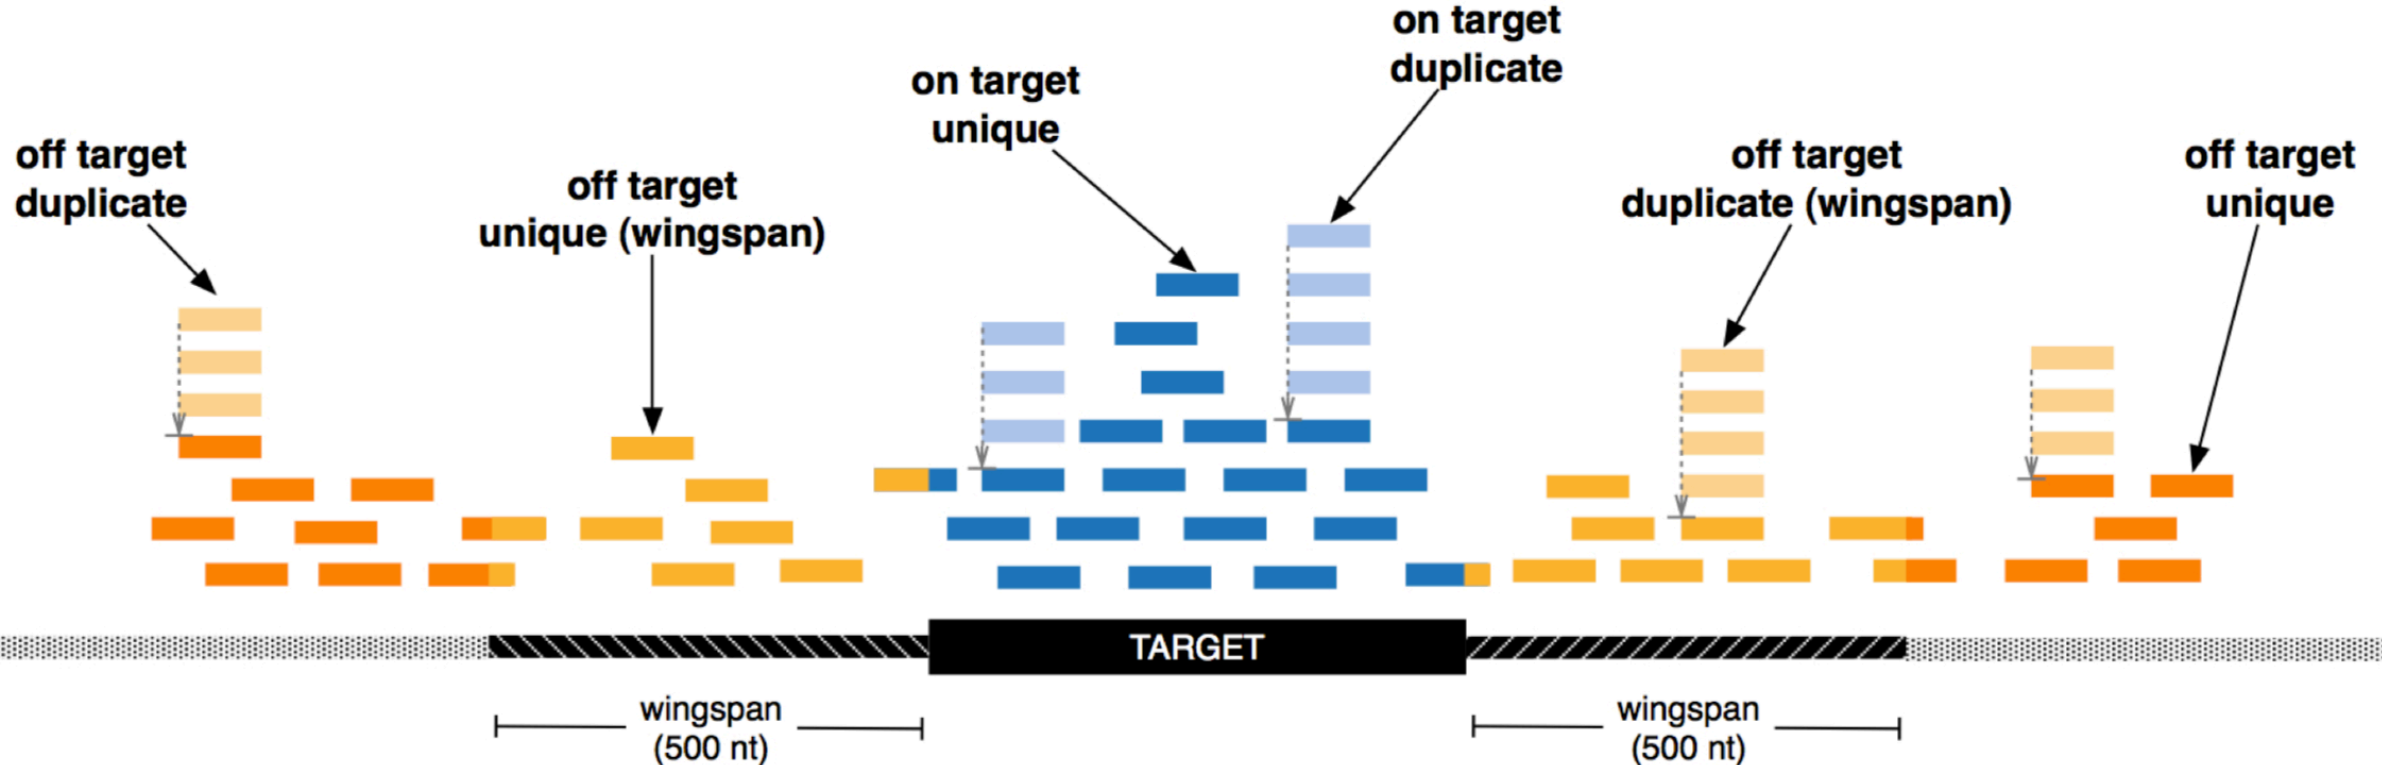 on target
duplicate
on target
unique
off target
duplicate
off target
unique (wingspan)
off target
duplicate (wingspan)
off target
unique
TARGET
wingspan
(500 nt)
wingspan
(500 nt)